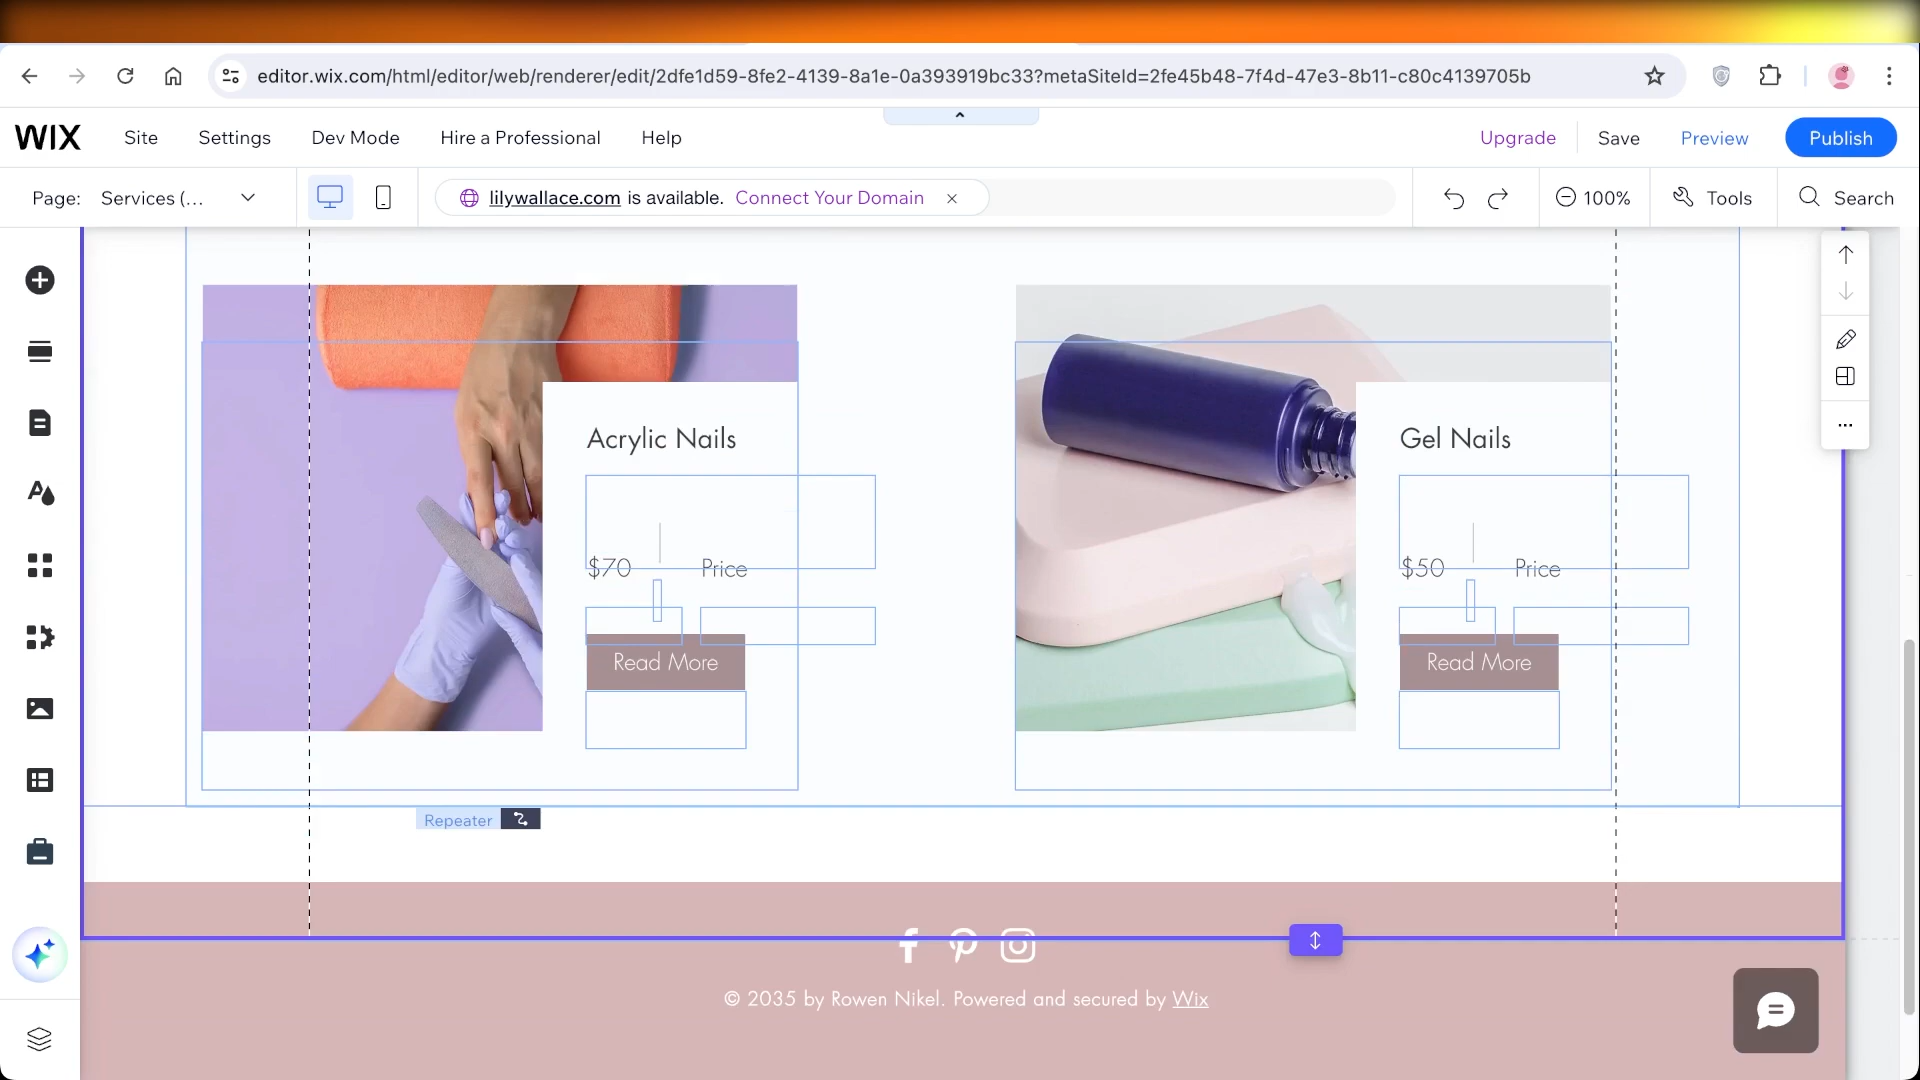 editor.wix.com/html/editor/web/renderer/edit/2dfe1d59-8fe2-4139-8a1e-0a393919bc33?metaSiteId=2fe45b48-7f4d-47e3-8b11-c80c4139705b
WIX Site Settings Dev Mode Hire a Professional Help Upgrade Save Preview Publish
Page: Services (... lilywallace.com is available. Connect Your Domain 100% Tools Search
Acrylic Nails
$70 Price
Read More
Gel Nails
$50 Price
Read More
Repeater
© 2035 by Rowen Nikel. Powered and secured by Wix